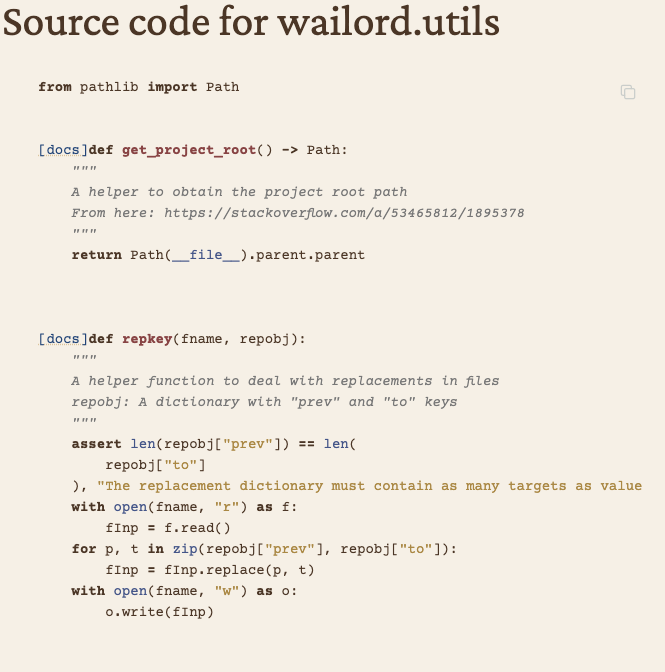 Source code for wailord.utils
from pathlib import Path
[docs]def get_project_root() -> Path:
    """
    A helper to obtain the project root path
    From here: https://stackoverflow.com/a/53465812/1895378
    """
    return Path(__file__).parent.parent
[docs]def repkey(fname, repobj):
    """
    A helper function to deal with replacements in files
    repobj: A dictionary with "prev" and "to" keys
    """
    assert len(repobj["prev"]) == len(
        repobj["to"]
    ), "The replacement dictionary must contain as many targets as value
    with open(fname, "r") as f:
        fInp = f.read()
    for p, t in zip(repobj["prev"], repobj["to"]):
        fInp = fInp.replace(p, t)
    with open(fname, "w") as o:
        o.write(fInp)